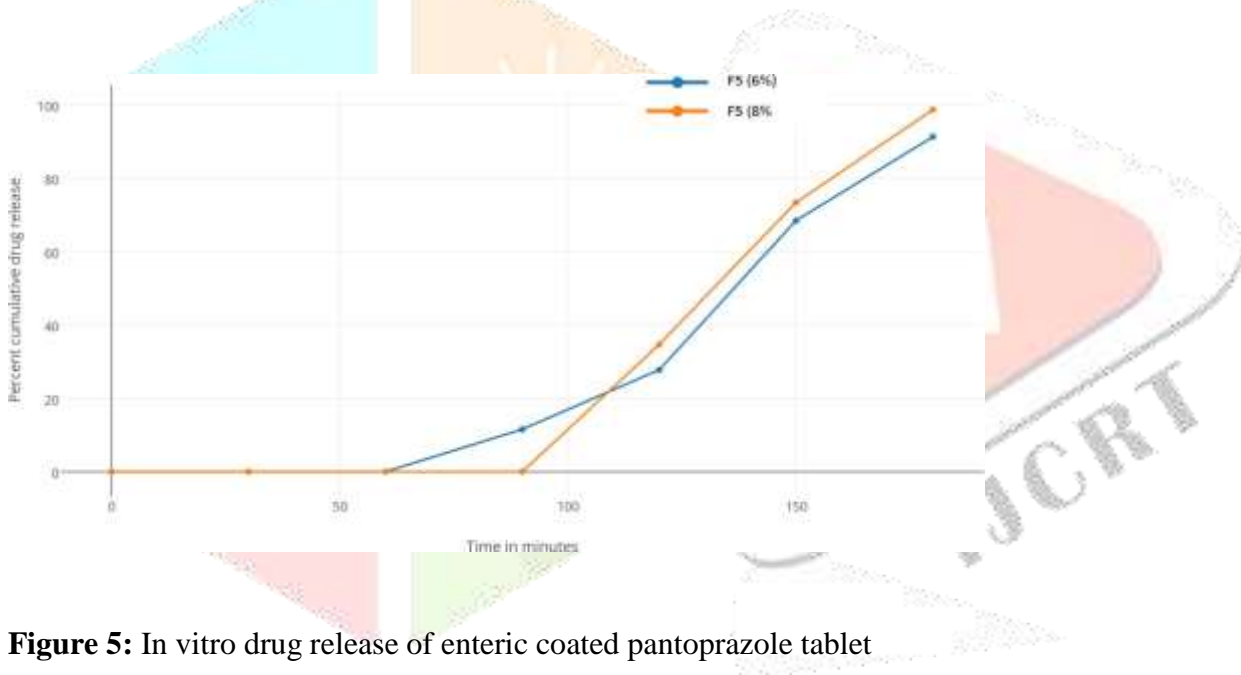 F5 (6%)
F5 (8%
100
80
60
40
20
0
Percent cumulative drug release
0 50 100 150
Time in minutes
IJCRT
Figure 5: In vitro drug release of enteric coated pantoprazole tablet